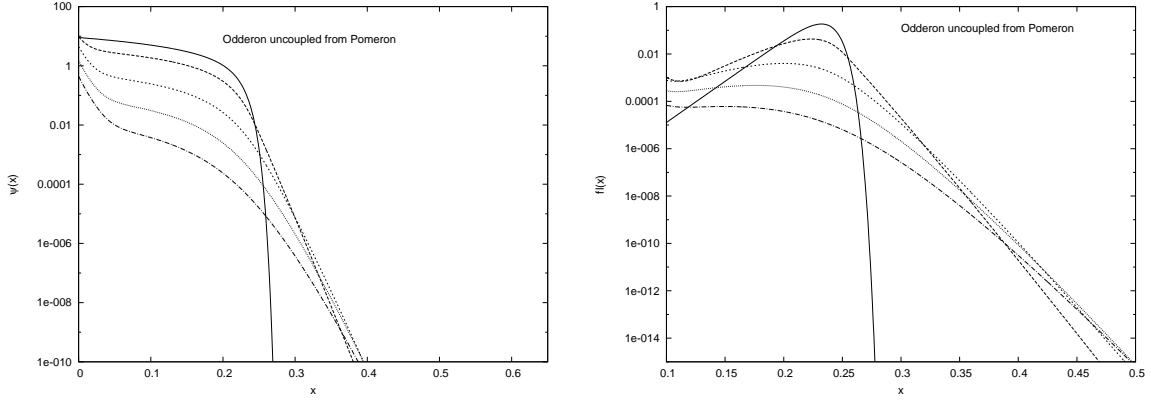 Odderon uncoupled from Pomeron
ψ(x)
100
10
1
0.01
0.0001
1e-006
1e-008
1e-010
0
0.1
0.2
0.3
0.4
0.5
0.6
x
Odderon uncoupled from Pomeron
fl(x)
1
0.01
0.0001
1e-006
1e-008
1e-010
1e-012
1e-014
0.1
0.15
0.2
0.25
0.3
0.35
0.4
0.45
0.5
x